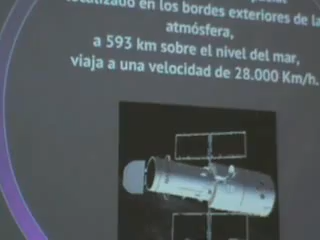 localizado en los bordes exteriores de la
atmósfera,
a 593 km sobre el nivel del mar,
viaja a una velocidad de 28.000 Km/h.